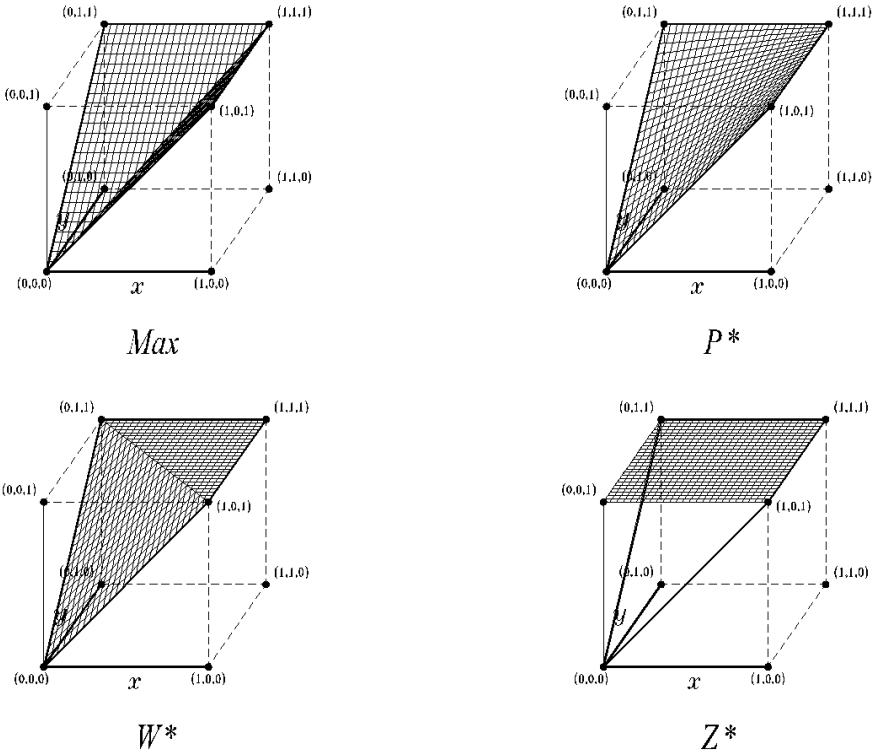 (0,1,1) (1,1,1)
(0,0,1) (1,0,1)
(0,1,0) (1,1,0)
y
(0,0,0) x (1,0,0)
Max
(0,1,1) (1,1,1)
(0,0,1) (1,0,1)
(0,1,0) (1,1,0)
y
(0,0,0) x (1,0,0)
P*
(0,1,1) (1,1,1)
(0,0,1) (1,0,1)
(0,1,0) (1,1,0)
y
(0,0,0) x (1,0,0)
W*
(0,1,1) (1,1,1)
(0,0,1) (1,0,1)
(0,1,0) (1,1,0)
y
(0,0,0) x (1,0,0)
Z*